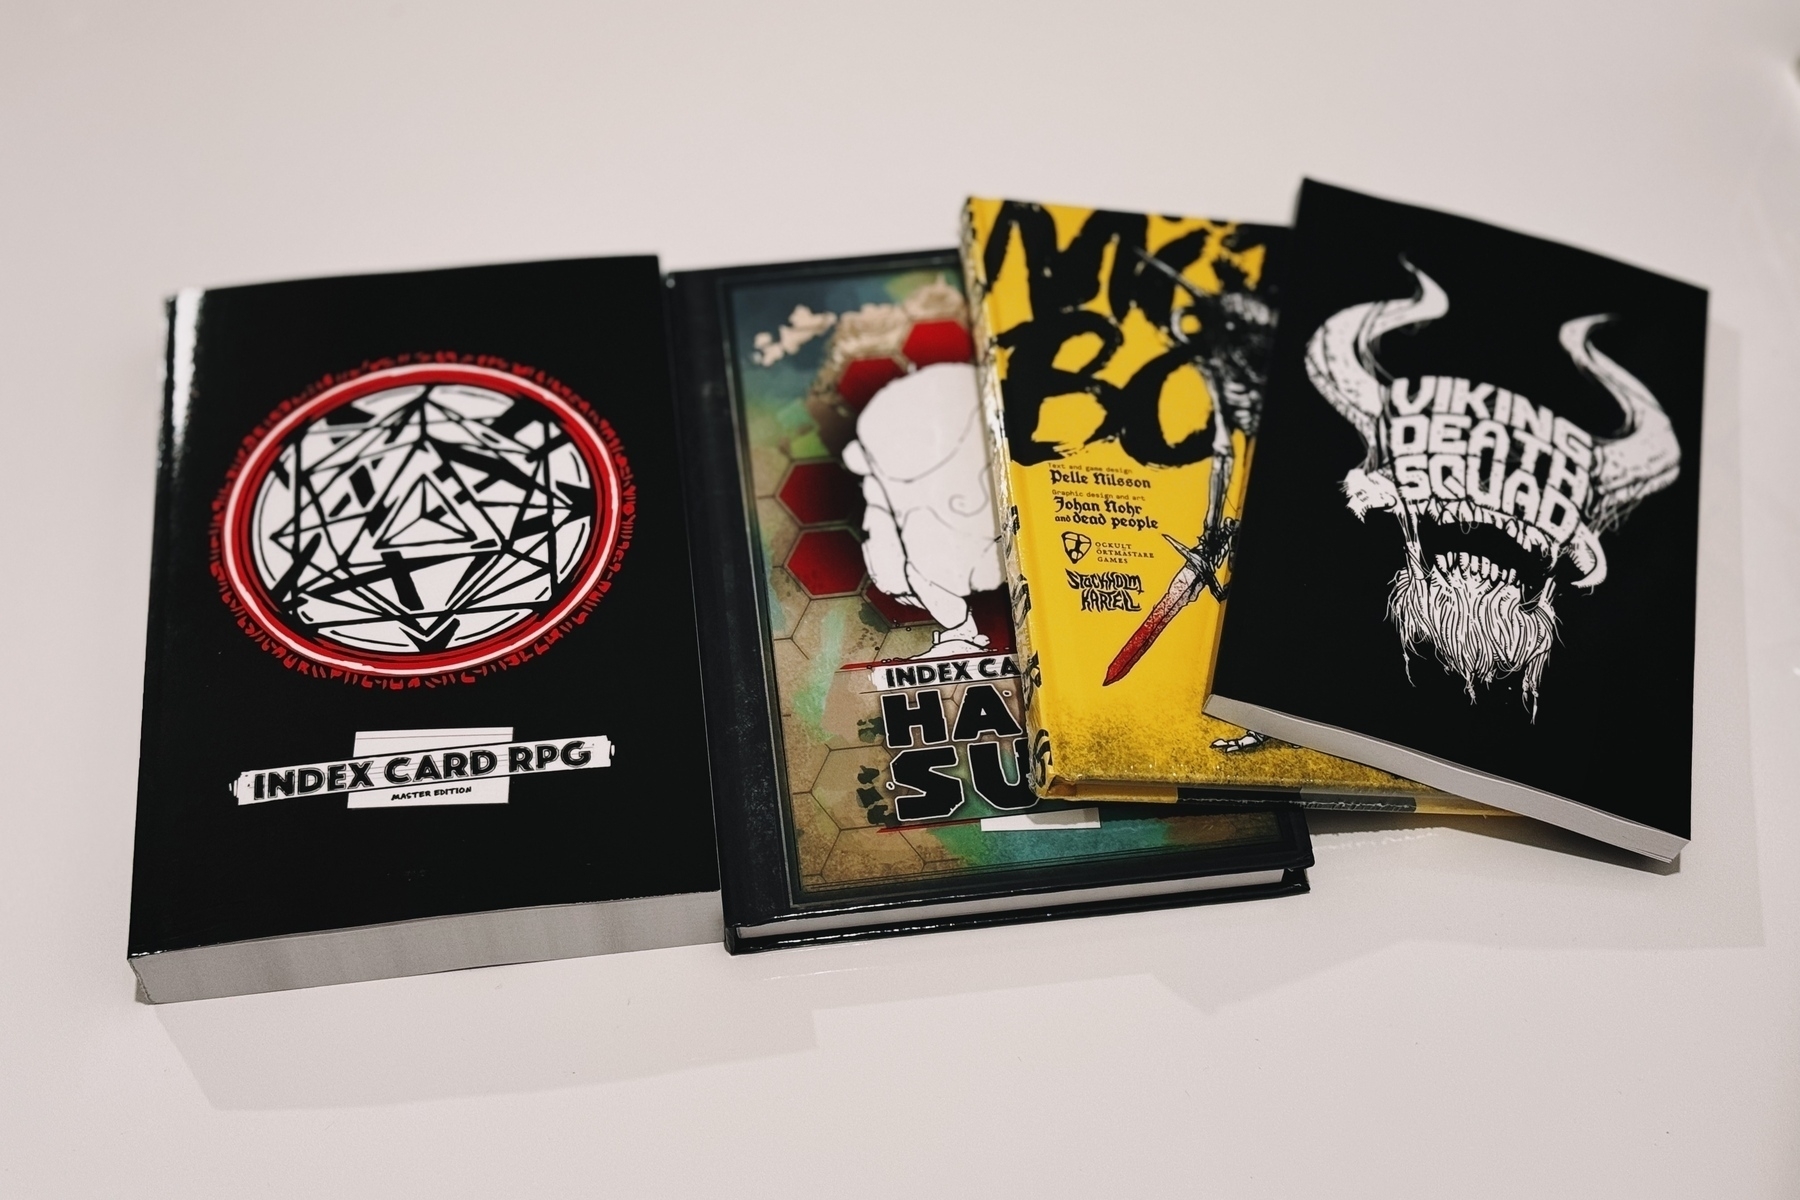 INDEX CARD RPG
MASTER EDITION
INDEX CA
HA
SU
MÖ
BO
Text and game design
Pelle Nilsson
Graphic design and art
Johan Nohr
and dead people
OCKULT
ÖRTMÄSTARE
GAMES
STOCKHOLM
KARTELL
VIKING
DEATH
SQUAD